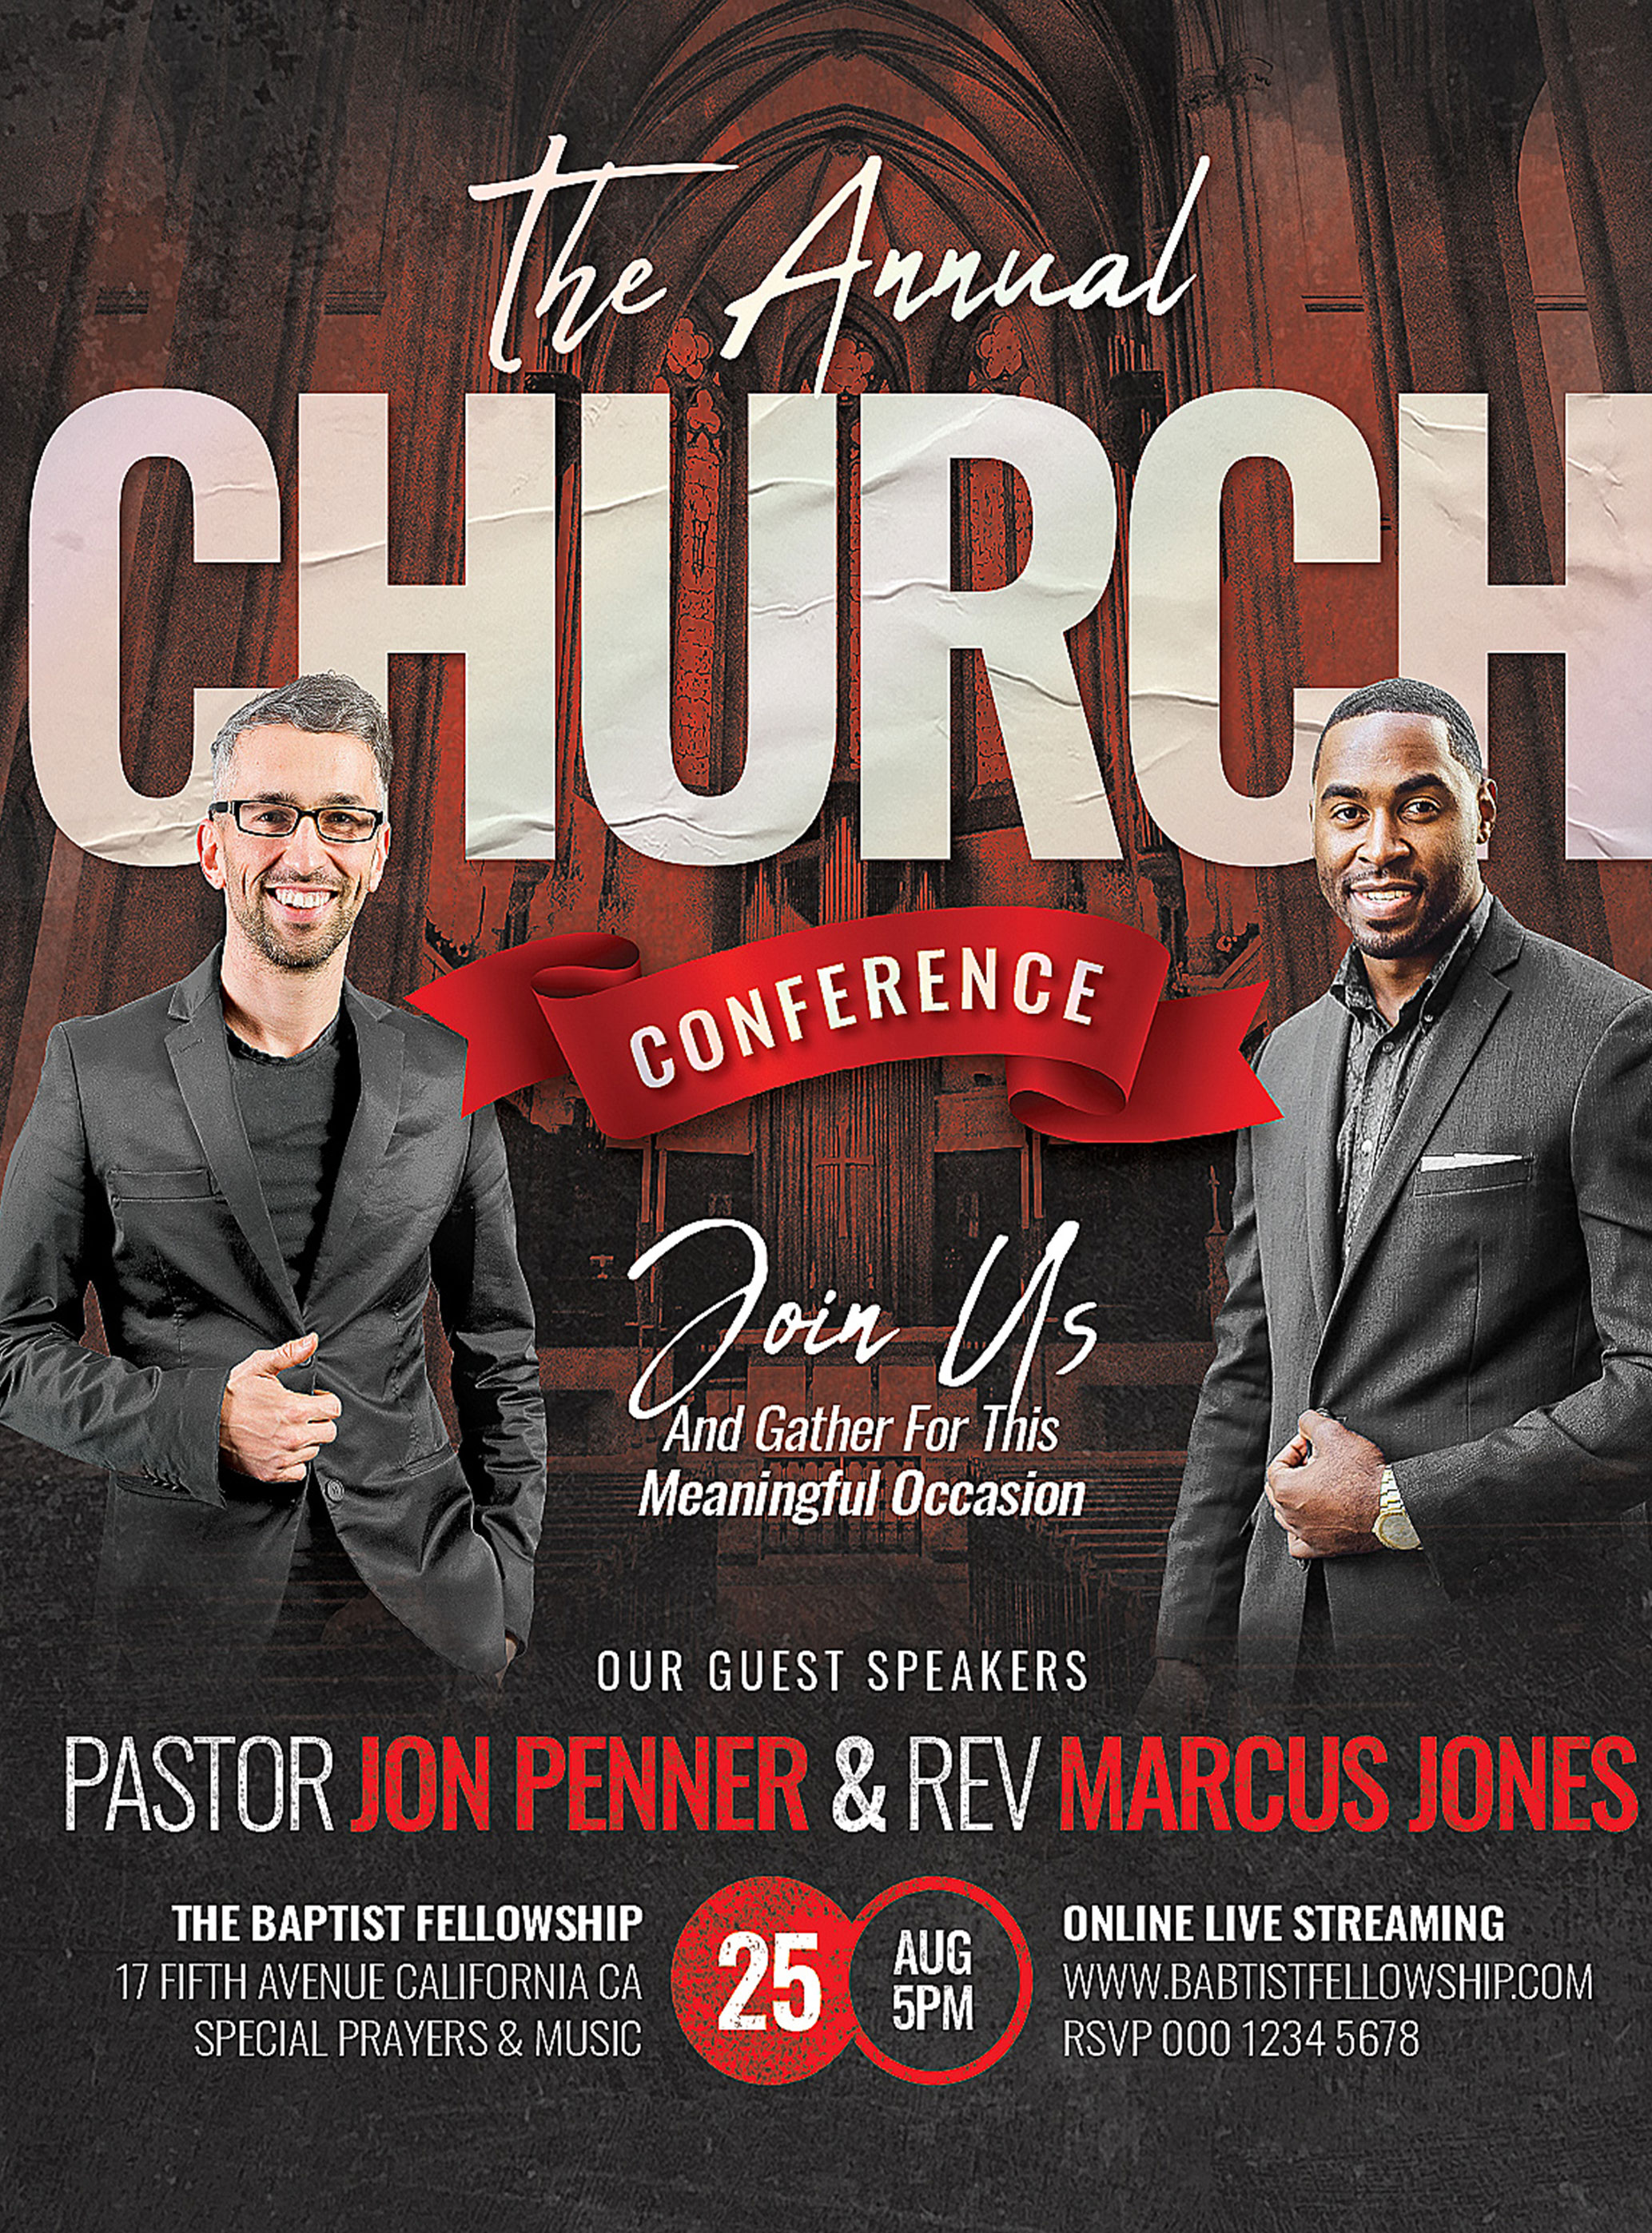 The Annual
CHURCH
CONFERENCE
Join Us
And Gather For This
Meaningful Occasion
OUR GUEST SPEAKERS
PASTOR JON PENNER & REV MARCUS JONES
THE BAPTIST FELLOWSHIP
17 FIFTH AVENUE CALIFORNIA CA
SPECIAL PRAYERS & MUSIC
25
AUG
5PM
ONLINE LIVE STREAMING
WWW.BABTISTFELLOWSHIP.COM
RSVP 000 1234 5678